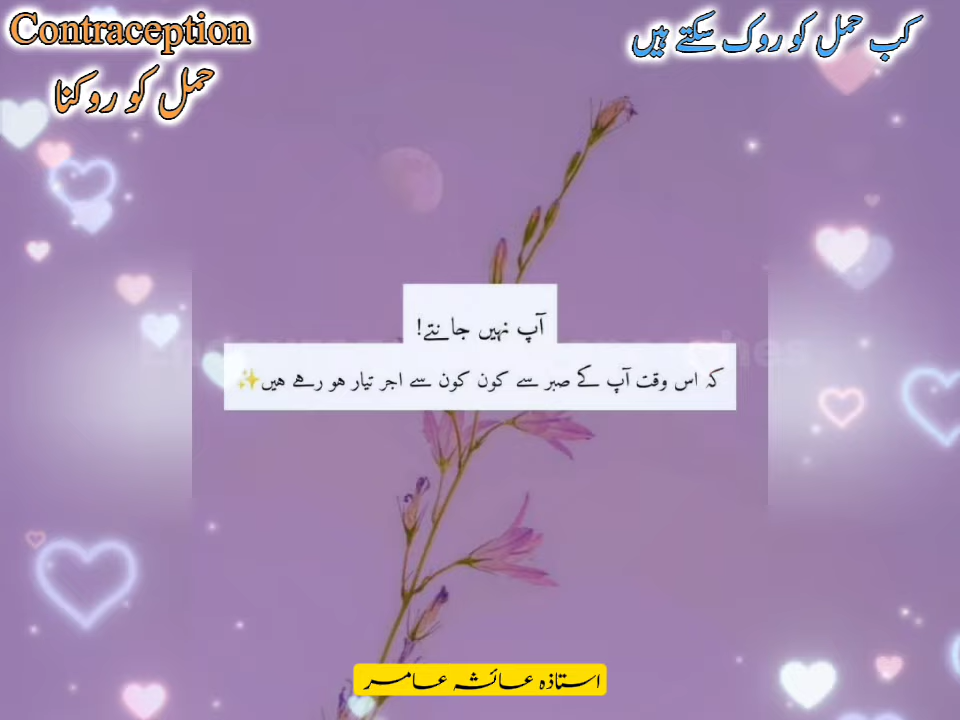 Contraception
حمل کو روکنا
کب حمل کو روک سکتے ہیں
آپ نہیں جانتے!
کہ اس وقت آپ کے صبر سے کون کون سے اجر تیار ہو رہے ہیں✨
استاذہ عائشہ عامر